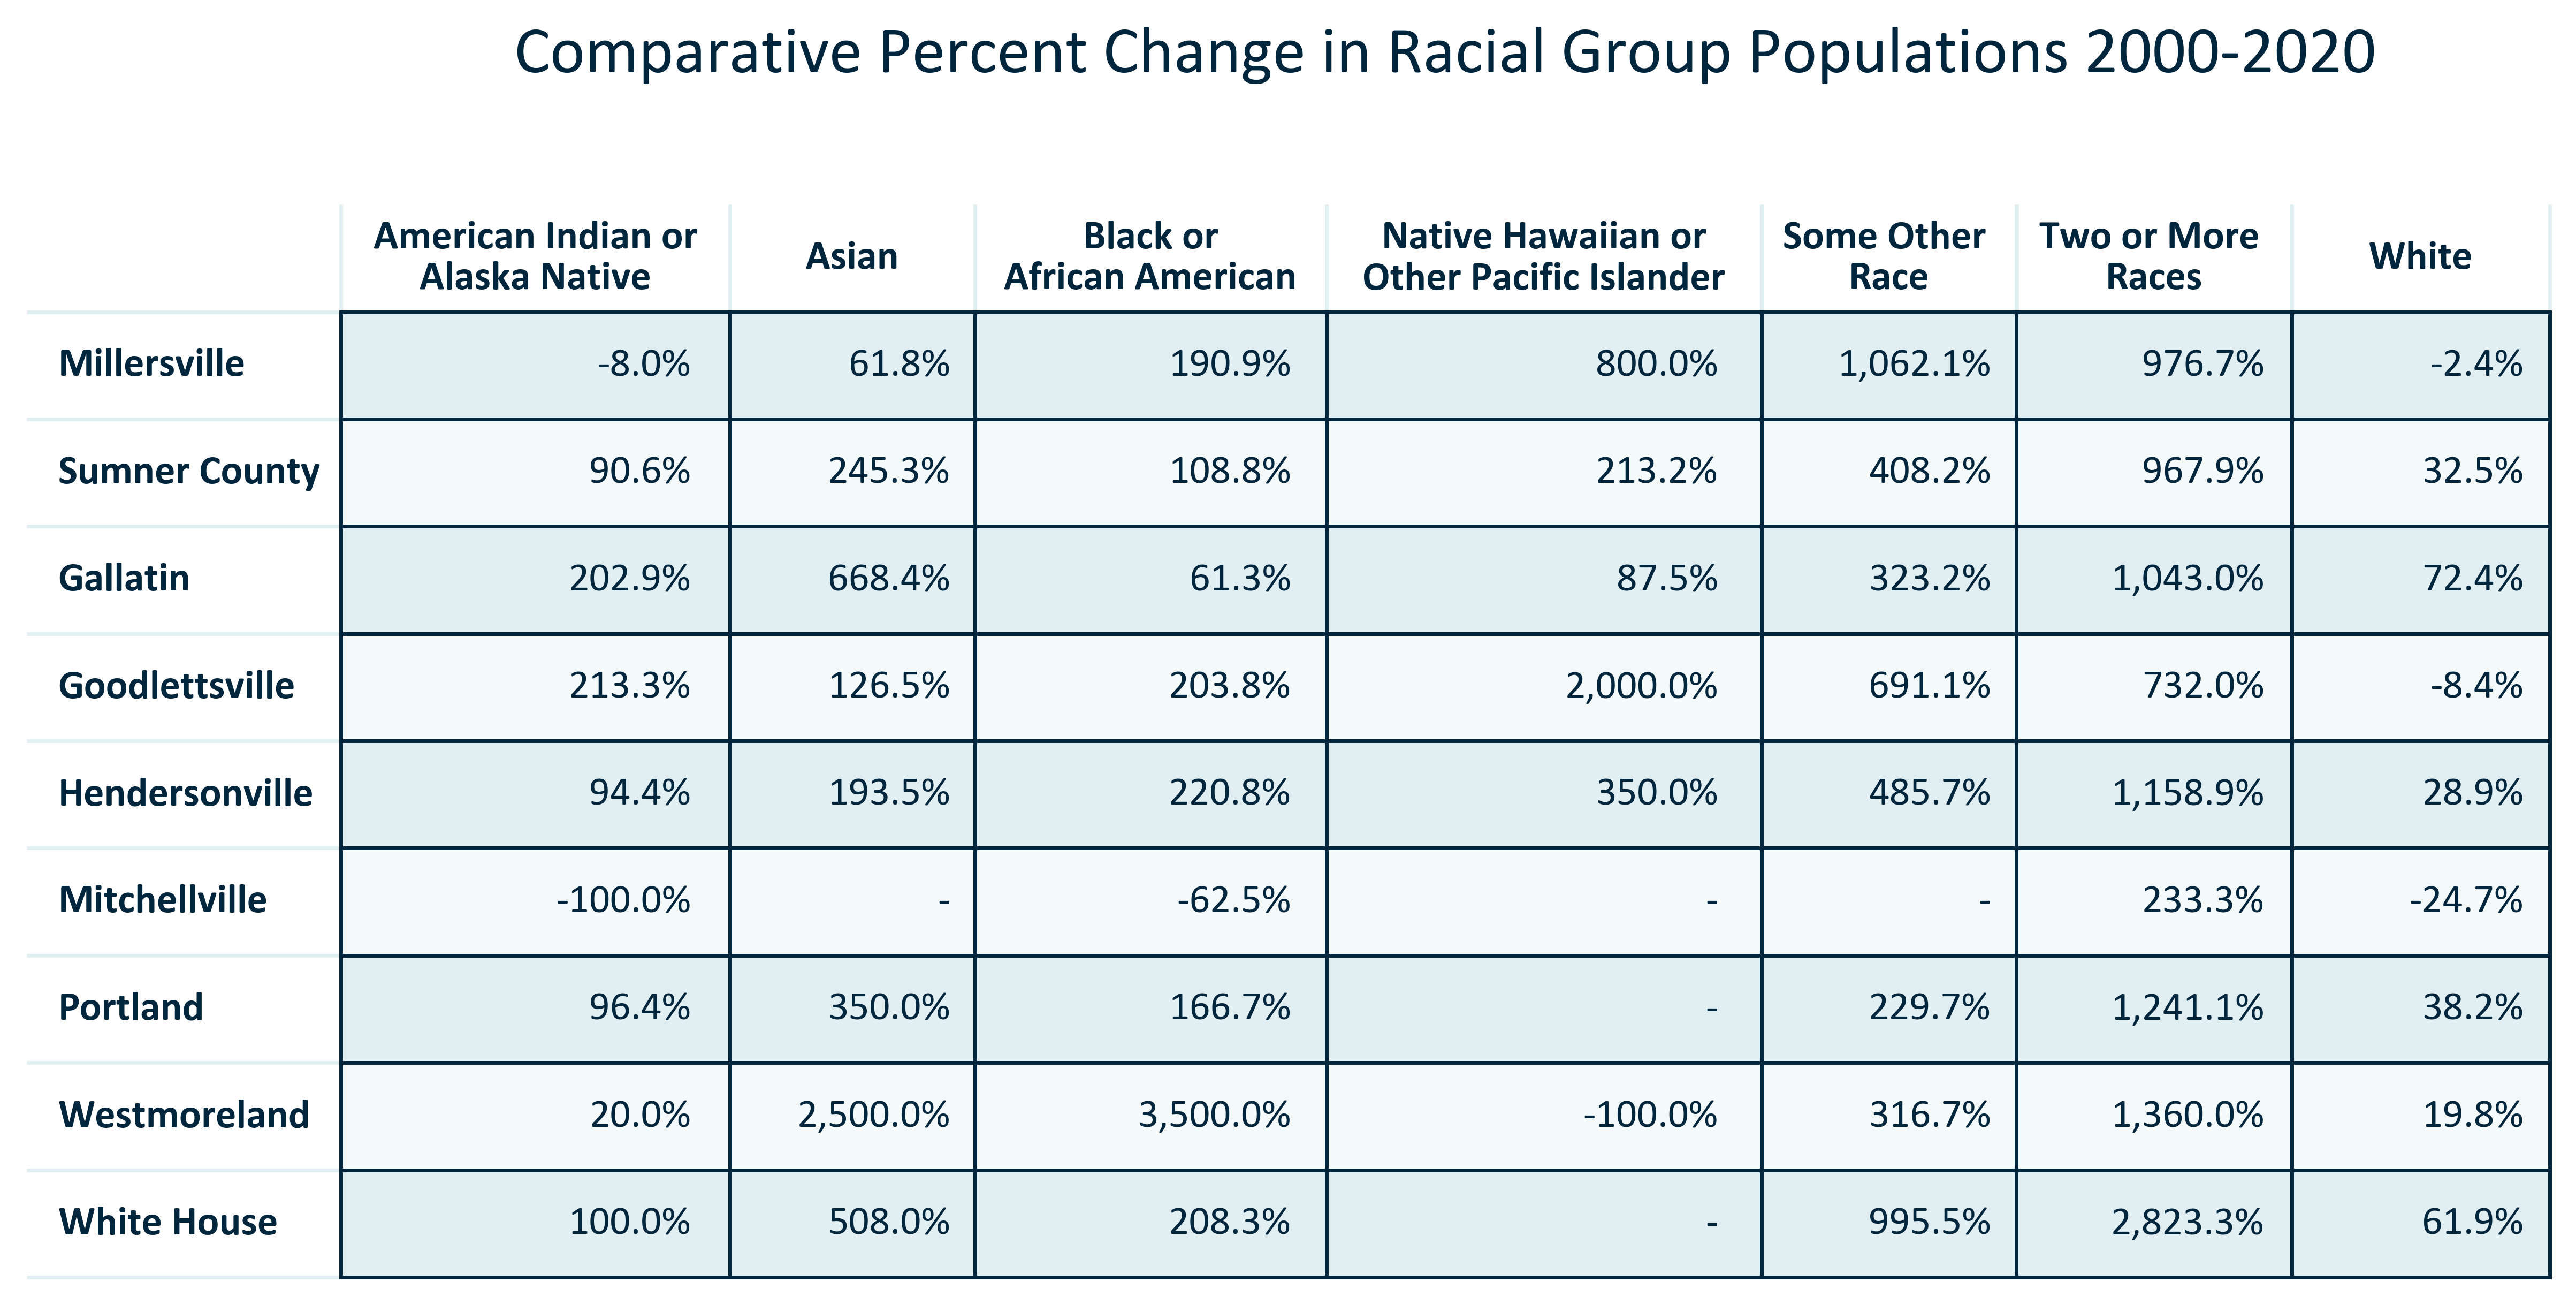 Comparative Percent Change in Racial Group Populations 2000-2020
American Indian or Alaska Native Asian Black or African American Native Hawaiian or Other Pacific Islander Some Other Race Two or More Races White
Millersville -8.0% 61.8% 190.9% 800.0% 1,062.1% 976.7% -2.4%
Sumner County 90.6% 245.3% 108.8% 213.2% 408.2% 967.9% 32.5%
Gallatin 202.9% 668.4% 61.3% 87.5% 323.2% 1,043.0% 72.4%
Goodlettsville 213.3% 126.5% 203.8% 2,000.0% 691.1% 732.0% -8.4%
Hendersonville 94.4% 193.5% 220.8% 350.0% 485.7% 1,158.9% 28.9%
Mitchellville -100.0% - -62.5% - - 233.3% -24.7%
Portland 96.4% 350.0% 166.7% - 229.7% 1,241.1% 38.2%
Westmoreland 20.0% 2,500.0% 3,500.0% -100.0% 316.7% 1,360.0% 19.8%
White House 100.0% 508.0% 208.3% - 995.5% 2,823.3% 61.9%